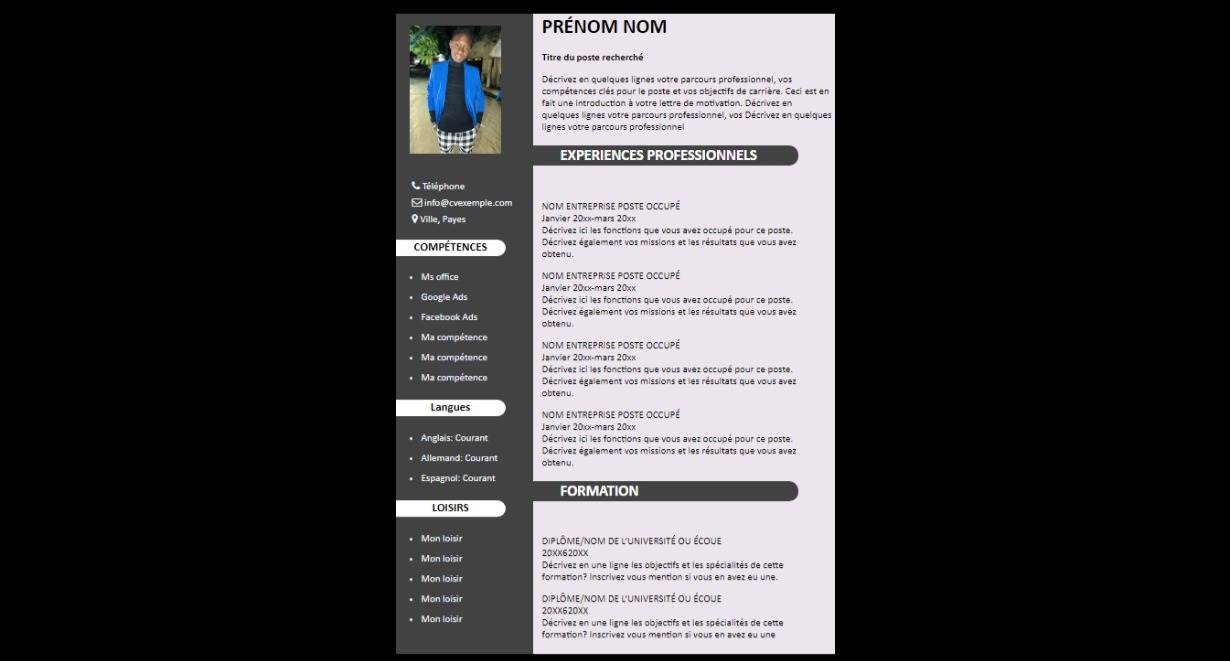 Téléphone
info@cvexemple.com
Ville, Payes
COMPÉTENCES
Ms office
Google Ads
Facebook Ads
Ma compétence
Ma compétence
Ma compétence
Langues
Anglais: Courant
Allemand: Courant
Espagnol: Courant
LOISIRS
Mon loisir
Mon loisir
Mon loisir
Mon loisir
Mon loisir
PRÉNOM NOM
Titre du poste recherché
Décrivez en quelques lignes votre parcours professionnel, vos
compétences clés pour le poste et vos objectifs de carrière. Ceci est en
fait une introduction à votre lettre de motivation. Décrivez en
quelques lignes votre parcours professionnel, vos Décrivez en quelques
lignes votre parcours professionnel
EXPERIENCES PROFESSIONNELS
NOM ENTREPRISE POSTE OCCUPÉ
Janvier 20xx-mars 20xx
Décrivez ici les fonctions que vous avez occupé pour ce poste.
Décrivez également vos missions et les résultats que vous avez
obtenu.
NOM ENTREPRISE POSTE OCCUPÉ
Janvier 20xx-mars 20xx
Décrivez ici les fonctions que vous avez occupé pour ce poste.
Décrivez également vos missions et les résultats que vous avez
obtenu.
NOM ENTREPRISE POSTE OCCUPÉ
Janvier 20xx-mars 20xx
Décrivez ici les fonctions que vous avez occupé pour ce poste.
Décrivez également vos missions et les résultats que vous avez
obtenu.
NOM ENTREPRISE POSTE OCCUPÉ
Janvier 20xx-mars 20xx
Décrivez ici les fonctions que vous avez occupé pour ce poste.
Décrivez également vos missions et les résultats que vous avez
obtenu.
FORMATION
DIPLÔME/NOM DE L'UNIVERSITÉ OU ÉCOUE
20XX620XX
Décrivez en une ligne les objectifs et les spécialités de cette
formation? Inscrivez vous mention si vous en avez eu une.
DIPLÔME/NOM DE L'UNIVERSITÉ OU ÉCOUE
20XX620XX
Décrivez en une ligne les objectifs et les spécialités de cette
formation? Inscrivez vous mention si vous en avez eu une